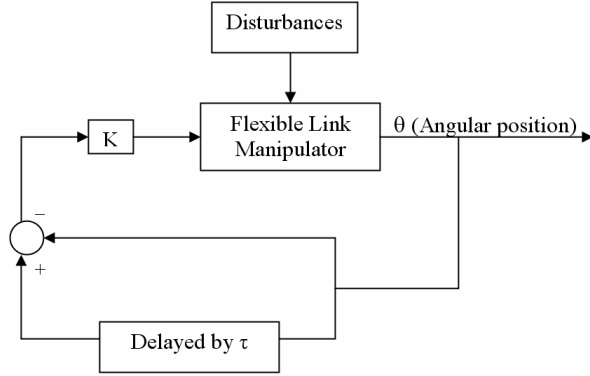 Disturbances
K
Flexible Link
Manipulator
θ (Angular position)
−
+
Delayed by τ